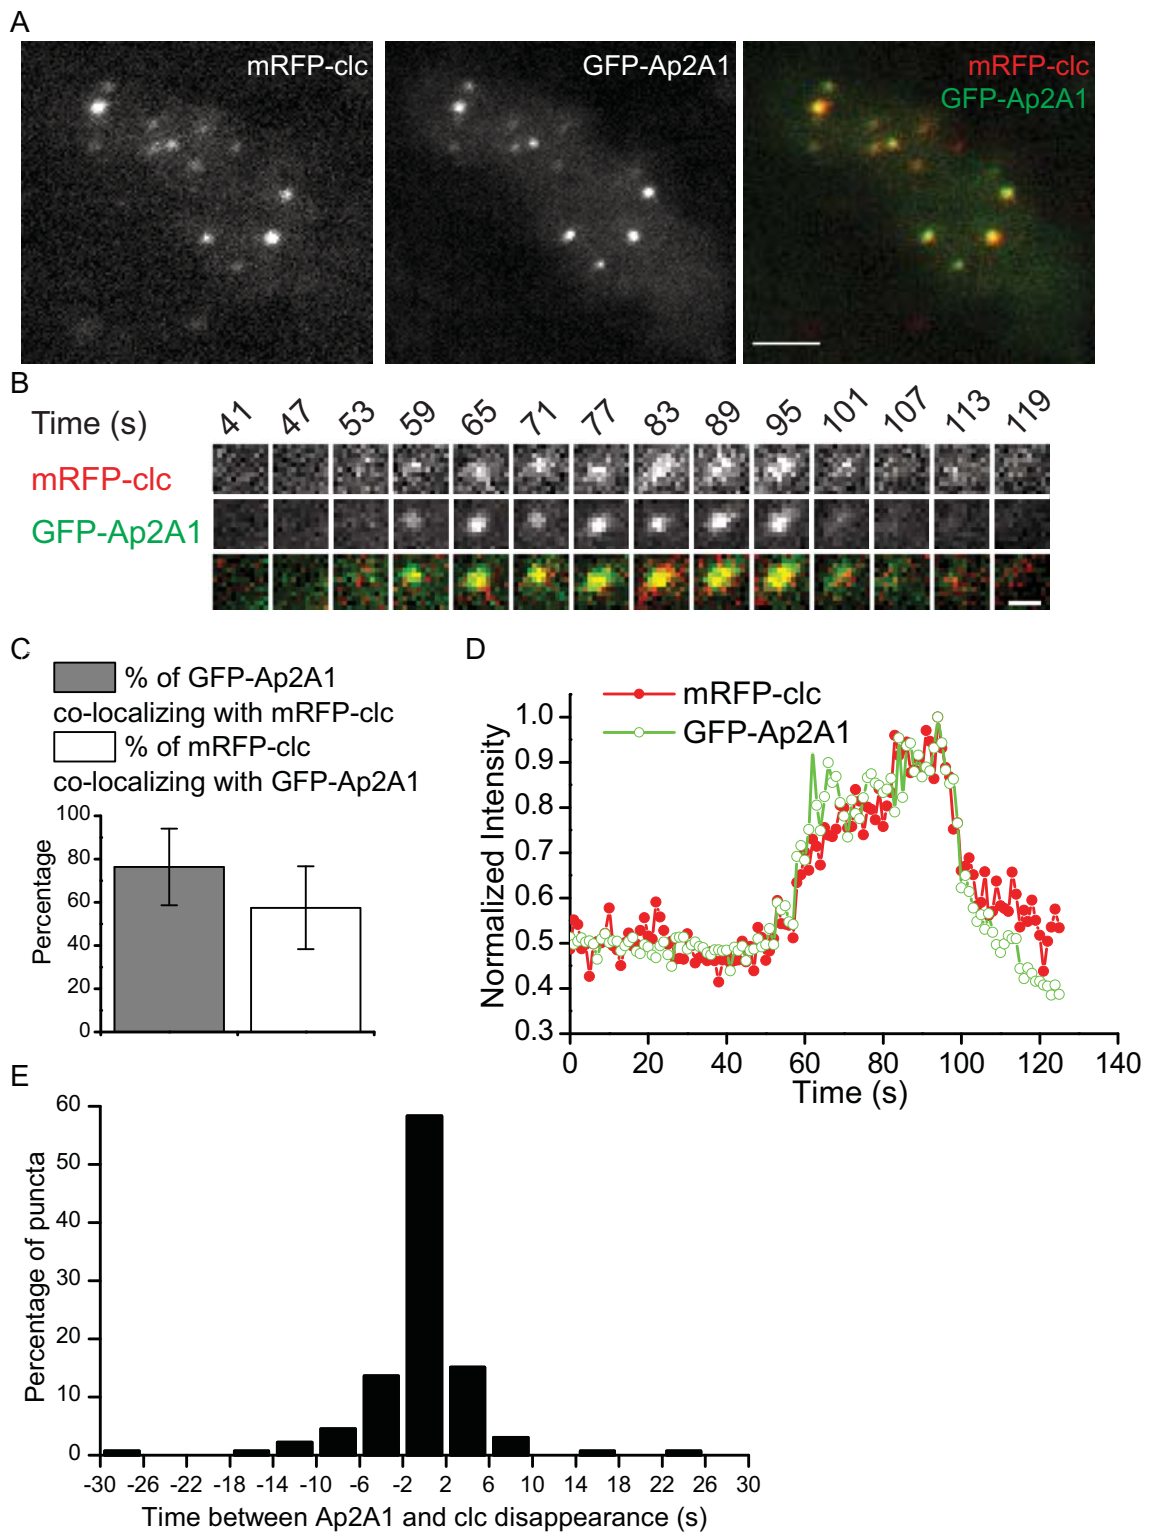 A
mRFP-clc
GFP-Ap2A1
mRFP-clc
GFP-Ap2A1
B
Time (s)
41 47 53 59 65 71 77 83 89 95 101 107 113 119
mRFP-clc
GFP-Ap2A1
C
% of GFP-Ap2A1
co-localizing with mRFP-clc
% of mRFP-clc
co-localizing with GFP-Ap2A1
Percentage
100
80
60
40
20
0
D
mRFP-clc
GFP-Ap2A1
Normalized Intensity
1.0
0.9
0.8
0.7
0.6
0.5
0.4
0.3
0 20 40 60 80 100 120 140
Time (s)
E
Percentage of puncta
60
50
40
30
20
10
0
-30 -26 -22 -18 -14 -10 -6 -2 2 6 10 14 18 22 26 30
Time between Ap2A1 and clc disappearance (s)